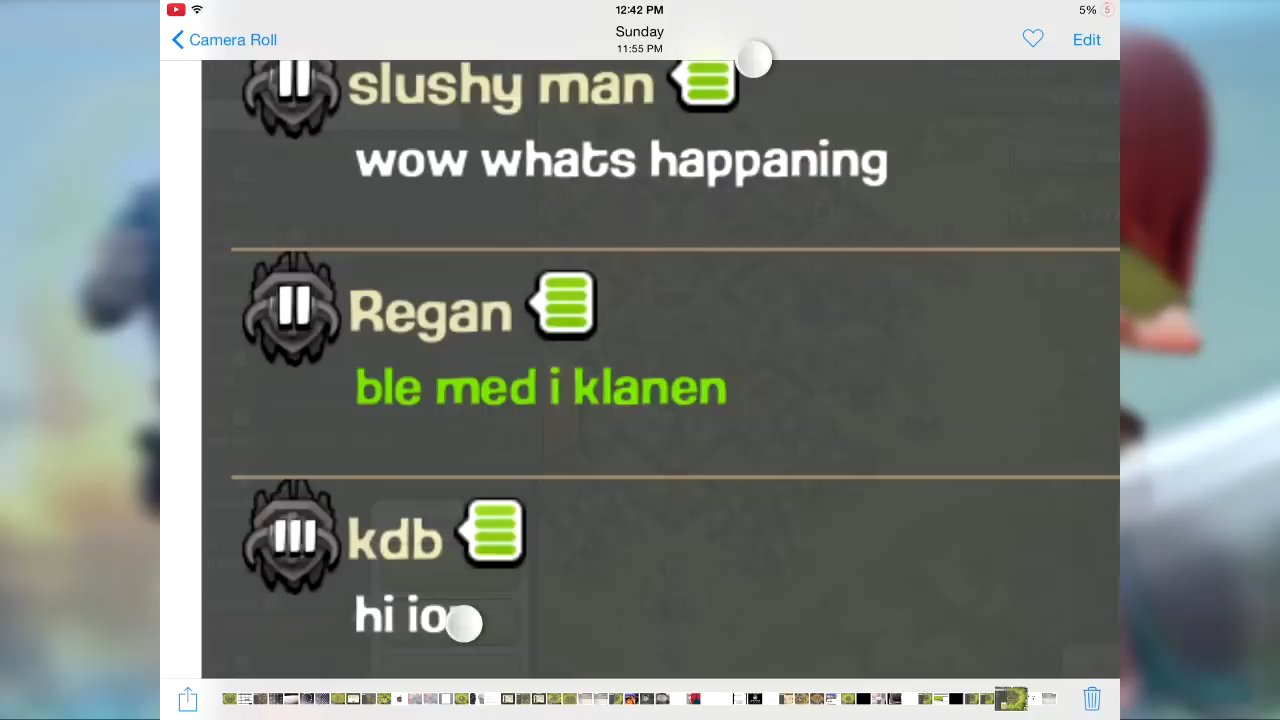 12:42 PM
5%
Camera Roll
Sunday
11:55 PM
Edit
slushy man
wow whats happaning
Regan
ble med i klanen
kdb
hi